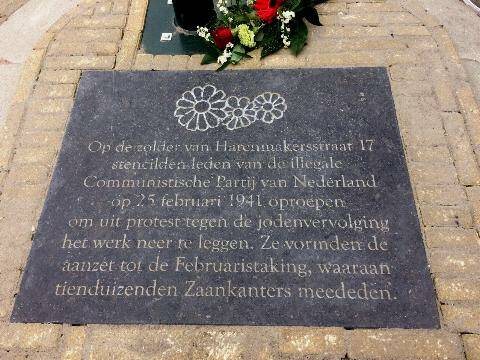 Op de zolder van Harenmakersstraat 17
stencilden leden van de illegale
Communistische Partij van Nederland
op 25 februari 1941 oproepen
om uit protest tegen de jodenvervolging
het werk neer te leggen. Ze vormden de
aanzet tot de Februaristaking, waaraan
tienduizenden Zaankanters meededen.